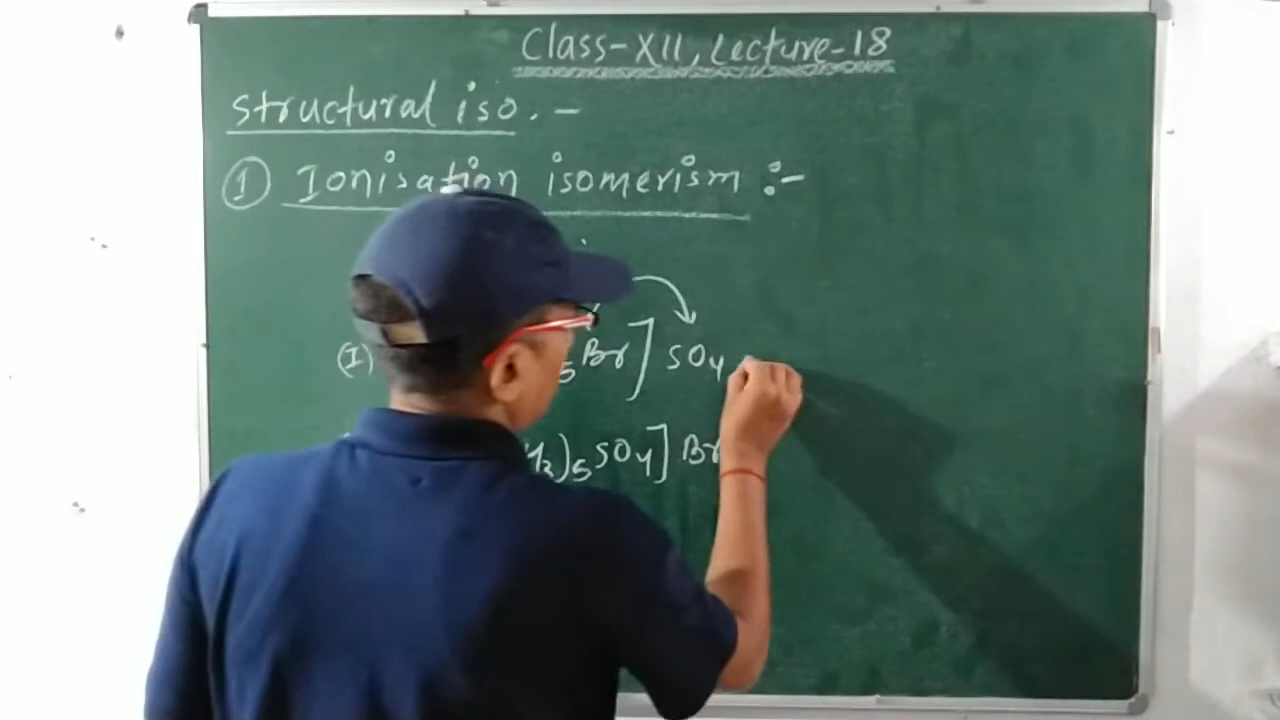 Class-XII, Lecture-18
structural iso. -
① Ionisation isomerism :-
(I) 5Br] SO4
)5SO4] Br